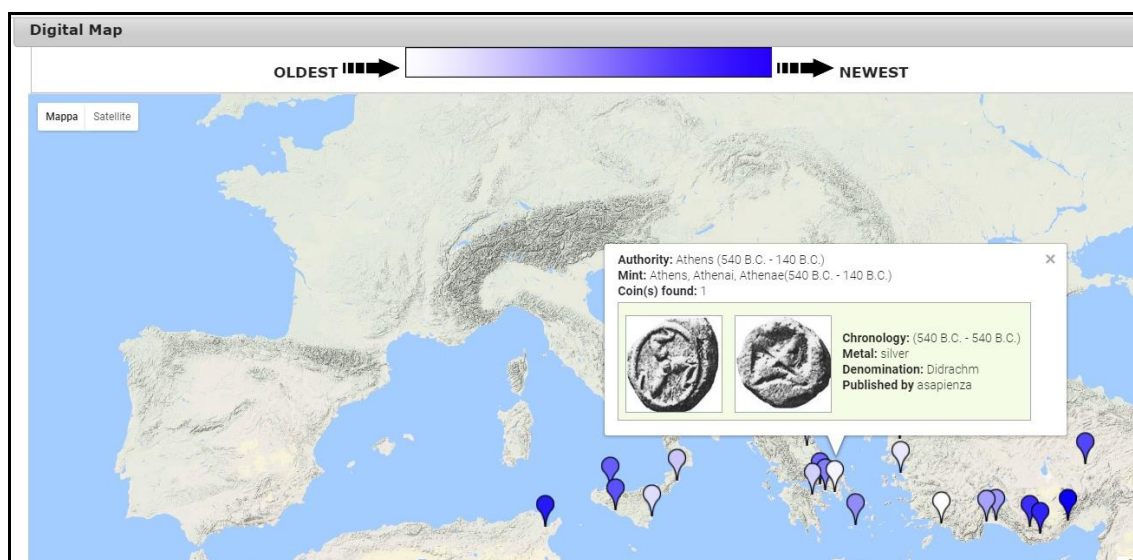 Digital Map
OLDEST NEWEST
Mappa Satellite
Authority: Athens (540 B.C. - 140 B.C.) ×
Mint: Athens, Athenai, Athenae(540 B.C. - 140 B.C.)
Coin(s) found: 1
Chronology: (540 B.C. - 540 B.C.)
Metal: silver
Denomination: Didrachm
Published by asapienza